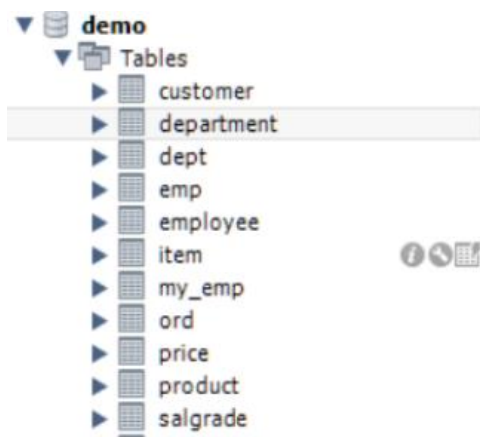 demo
Tables
customer
department
dept
emp
employee
item
my_emp
ord
price
product
salgrade